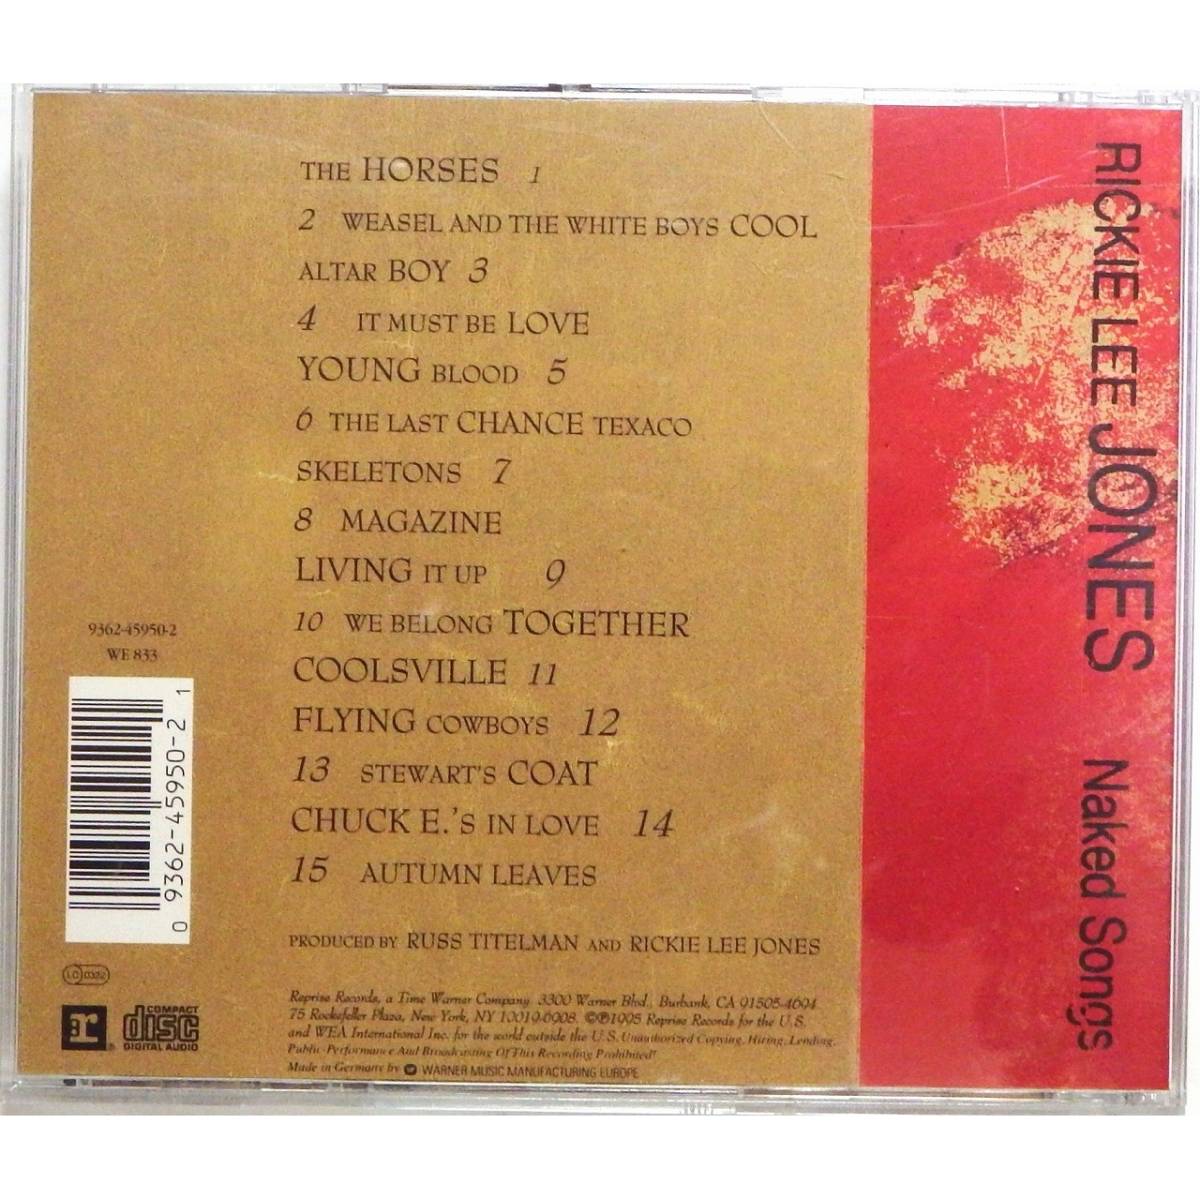 THE HORSES 1
2 WEASEL AND THE WHITE BOYS COOL
ALTAR BOY 3
4 IT MUST BE LOVE
YOUNG BLOOD 5
6 THE LAST CHANCE TEXACO
SKELETONS 7
8 MAGAZINE
LIVING IT UP 9
10 WE BELONG TOGETHER
COOLSVILLE 11
FLYING COWBOYS 12
13 STEWART'S COAT
CHUCK E.'S IN LOVE 14
15 AUTUMN LEAVES
PRODUCED BY RUSS TITELMAN AND RICKIE LEE JONES
Reprise Records, a Time Warner Company 3300 Warner Blvd., Burbank, CA 91505-4694
75 Rockefeller Plaza, New York, NY 10019-6908. ©℗1995 Reprise Records for the U.S.
and WEA International Inc. for the world outside the U.S. Unauthorized Copying, Hiring, Lending,
Public Performance And Broadcasting Of This Recording Prohibited!
Made in Germany by WARNER MUSIC MANUFACTURING EUROPE
9362-45950-2
WE 833
0 9362-45950-2 1
LC 0322
r ®
COMPACT
disc
DIGITAL AUDIO
RICKIE LEE JONES Naked Songs